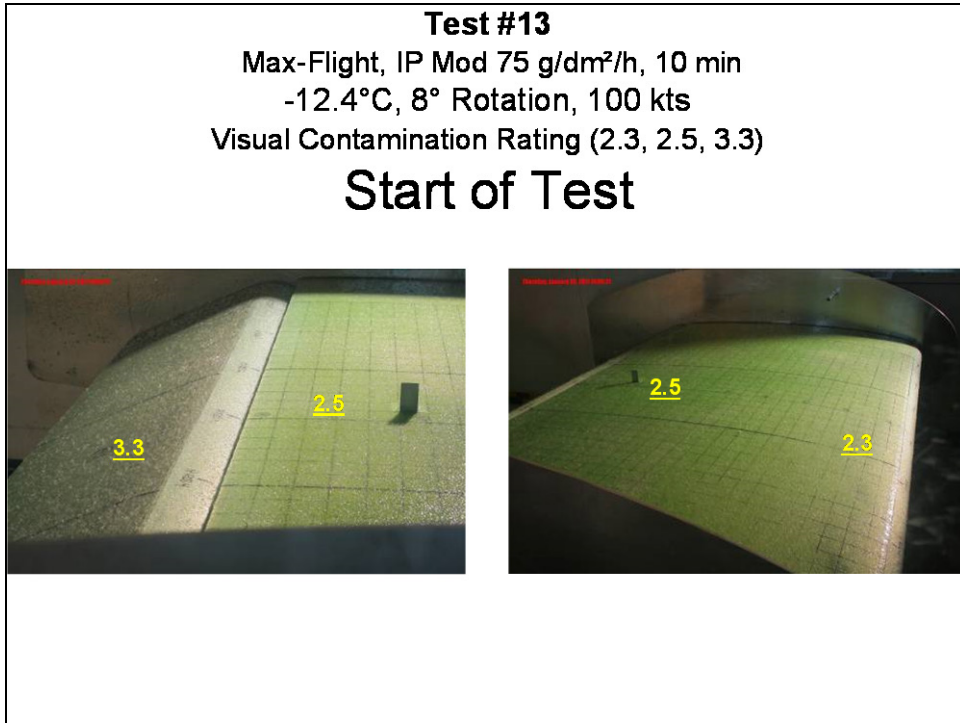 Test #13
Max-Flight, IP Mod 75 g/dm²/h, 10 min
-12.4°C, 8° Rotation, 100 kts
Visual Contamination Rating (2.3, 2.5, 3.3)
Start of Test
3.3
2.5
2.5
2.3